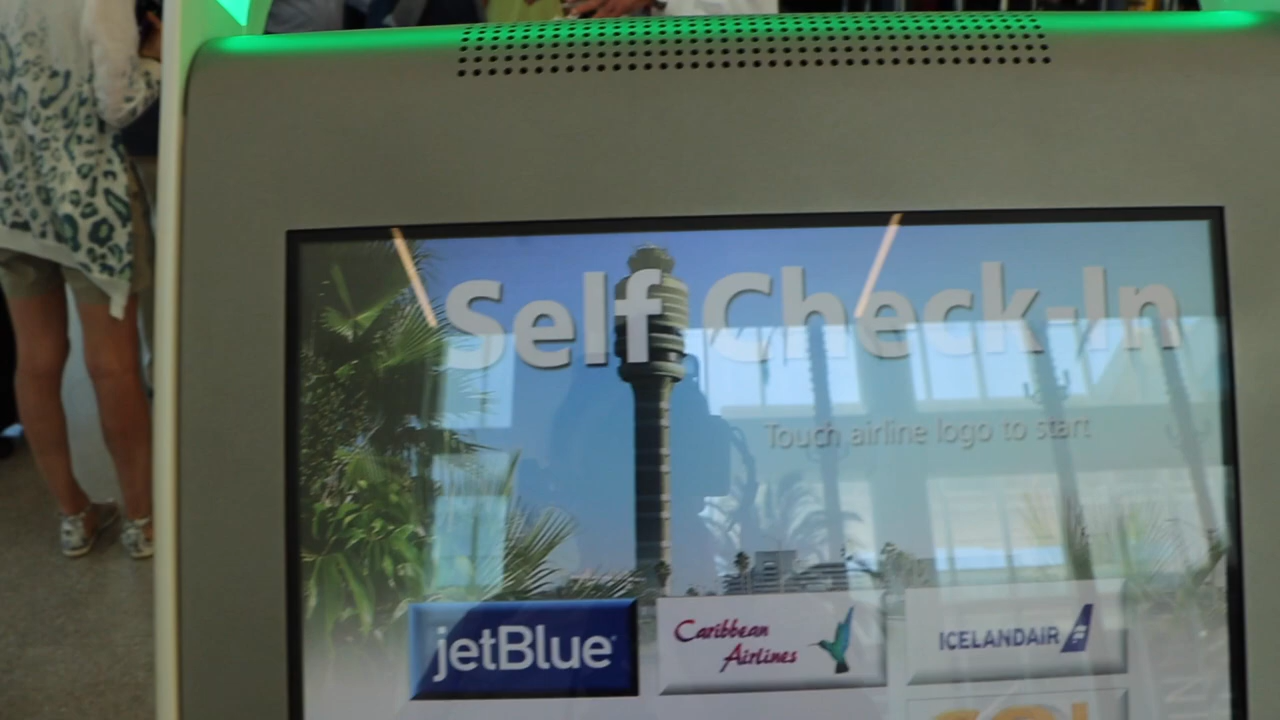 Self Check-In
Touch airline logo to start
jetBlue
Caribbean
Airlines
ICELANDAIR